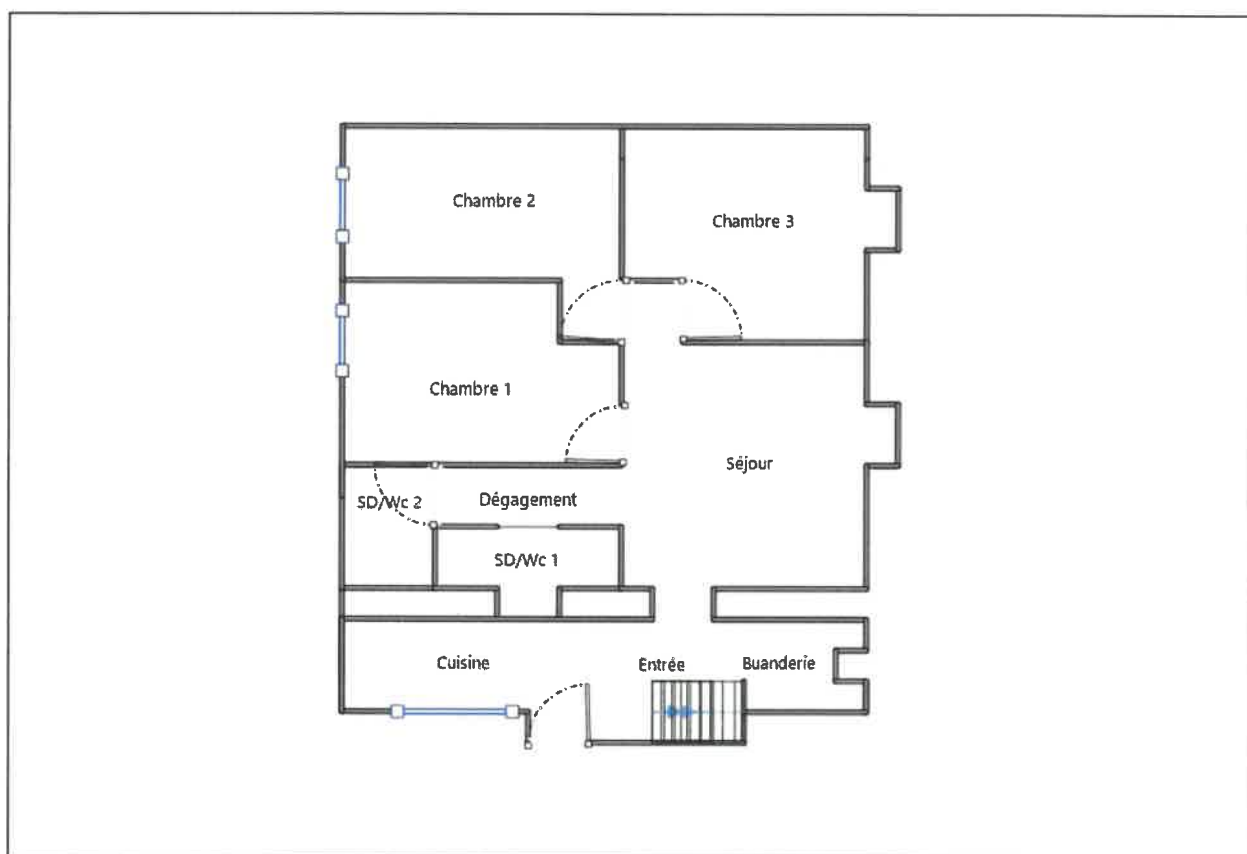 Chambre 2
Chambre 3
Chambre 1
Séjour
SD/Wc 2
Dégagement
SD/Wc 1
Cuisine
Entrée
Buanderie